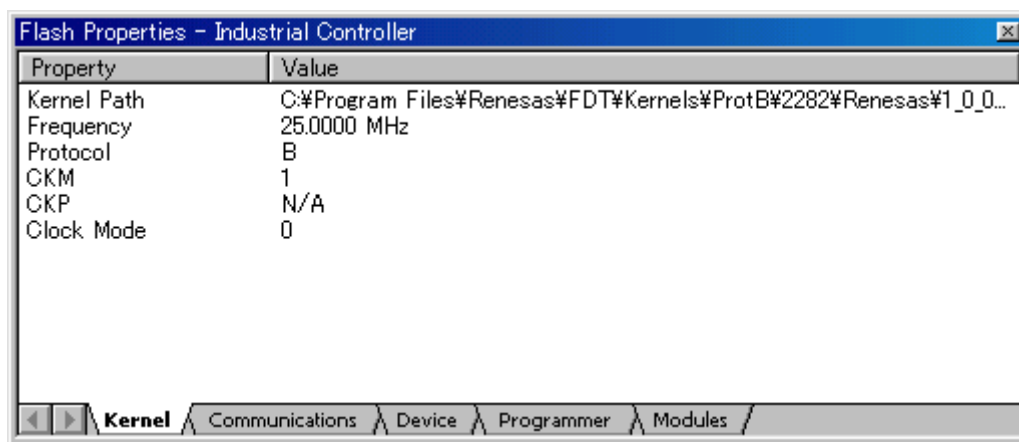 Flash Properties - Industrial Controller
Property Value
Kernel Path C:¥Program Files¥Renesas¥FDT¥Kernels¥ProtB¥2282¥Renesas¥1_0_0...
Frequency 25.0000 MHz
Protocol B
CKM 1
CKP N/A
Clock Mode 0
Kernel Communications Device Programmer Modules